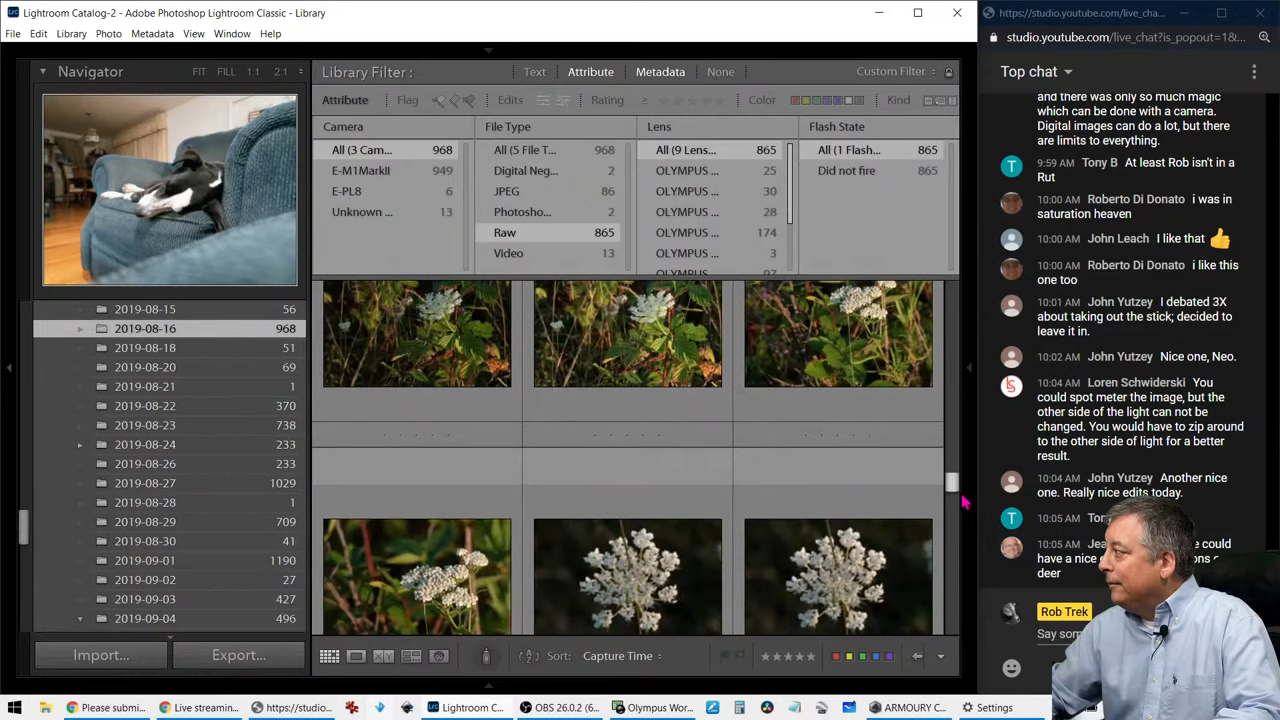 Lightroom Catalog-2 - Adobe Photoshop Lightroom Classic - Library
File Edit Library Photo Metadata View Window Help
Navigator FIT FILL 1:1 2:1
Library Filter : Text Attribute Metadata None Custom Filter
Attribute Flag Edits Rating ≥ Color Kind
Camera File Type Lens Flash State
All (3 Cam... 968 All (5 File T... 968 All (9 Lens... 865 All (1 Flash... 865
E-M1MarkII 949 Digital Neg... 2 OLYMPUS ... 25 Did not fire 865
E-PL8 6 JPEG 86 OLYMPUS ... 30
Unknown ... 13 Photosho... 2 OLYMPUS ... 28
Raw 865 OLYMPUS ... 174
Video 13 OLYMPUS ... 3
2019-08-15 56
2019-08-16 968
2019-08-18 51
2019-08-20 69
2019-08-21 1
2019-08-22 370
2019-08-23 738
2019-08-24 233
2019-08-26 233
2019-08-27 1029
2019-08-28 1
2019-08-29 709
2019-08-30 41
2019-09-01 1190
2019-09-02 27
2019-09-03 427
2019-09-04 496
Import... Export...
Sort: Capture Time
https://studio.youtube.com/live_cha...
studio.youtube.com/live_chat?is_popout=1&...
Top chat
and there was only so much magic
which can be done with a camera.
Digital images can do a lot, but there
are limits to everything.
T 9:59 AM Tony B At least Rob isn't in a
Rut
10:00 AM Roberto Di Donato i was in
saturation heaven
10:00 AM John Leach I like that 👍
10:00 AM Roberto Di Donato i like this
one too
10:01 AM John Yutzey I debated 3X
about taking out the stick; decided to
leave it in.
10:02 AM John Yutzey Nice one, Neo.
10:04 AM Loren Schwiderski You
could spot meter the image, but the
other side of the light can not be
changed. You would have to zip around
to the other side of light for a better
result.
10:04 AM John Yutzey Another nice
one. Really nice edits today.
T 10:05 AM
10:05 AM could
have a nice
deer
Rob Trek
Please submi... Live streamin... https://studio... Lightroom C... OBS 26.0.2 (6... Olympus Wor... ARMOURY C... Settings